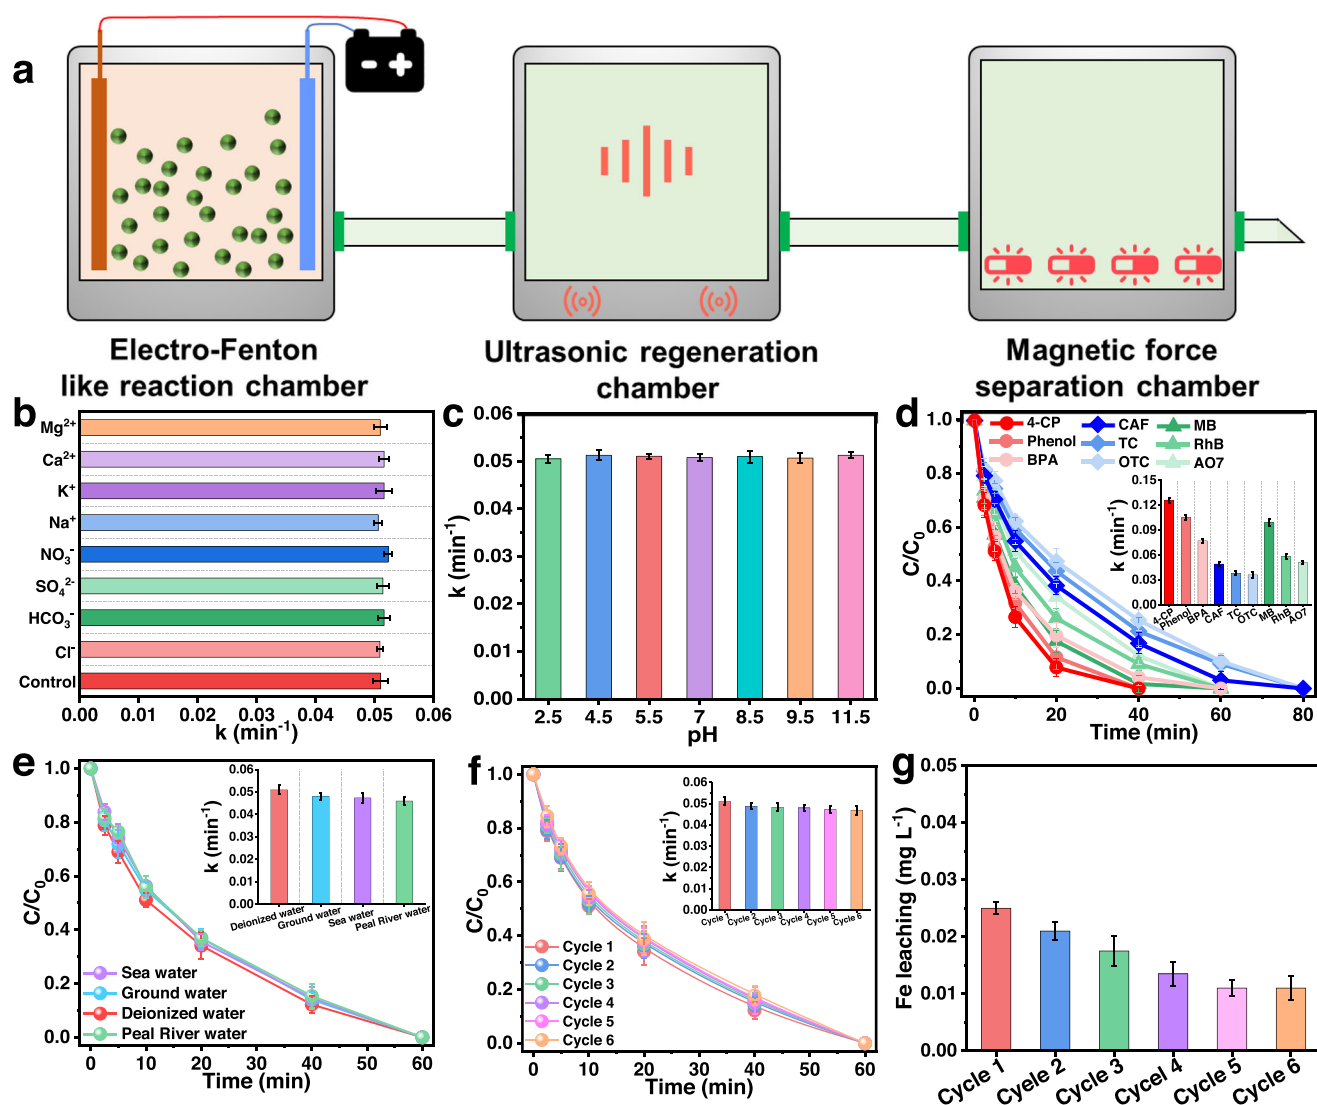 a
Electro-Fenton
like reaction chamber
Ultrasonic regeneration
chamber
Magnetic force
separation chamber
b
Mg2+
Ca2+
K+
Na+
NO3-
SO42-
HCO3-
Cl-
Control
0.00 0.01 0.02 0.03 0.04 0.05 0.06
k (min-1)
c
0.06
0.05
0.04
0.03
0.02
0.01
0.00
k (min-1)
2.5 4.5 5.5 7 8.5 9.5 11.5
pH
d
1.0
0.8
0.6
0.4
0.2
0.0
C/C0
4-CP CAF MB
Phenol TC RhB
BPA OTC AO7
0.15
0.12
0.09
0.06
0.03
0.00
k (min-1)
4-CP Phenol BPA CAF TC OTC MB RhB AO7
0 20 40 60 80
Time (min)
e
1.0
0.8
0.6
0.4
0.2
0.0
C/C0
0.06
0.05
0.04
0.03
0.02
0.01
0.00
k (min-1)
Deionized water Ground water Sea water Peal River water
Sea water
Ground water
Deionized water
Peal River water
0 10 20 30 40 50 60
Time (min)
f
1.0
0.8
0.6
0.4
0.2
0.0
C/C0
0.06
0.05
0.04
0.03
0.02
0.01
0.00
k (min-1)
Cycle 1 Cycle 2 Cycle 3 Cycle 4 Cycle 5 Cycle 6
Cycle 1
Cycle 2
Cycle 3
Cycle 4
Cycle 5
Cycle 6
0 10 20 30 40 50 60
Time (min)
g
0.05
0.04
0.03
0.02
0.01
0.00
Fe leaching (mg L-1)
Cycle 1 Cyele 2 Cycle 3 Cycel 4 Cycle 5 Cycle 6